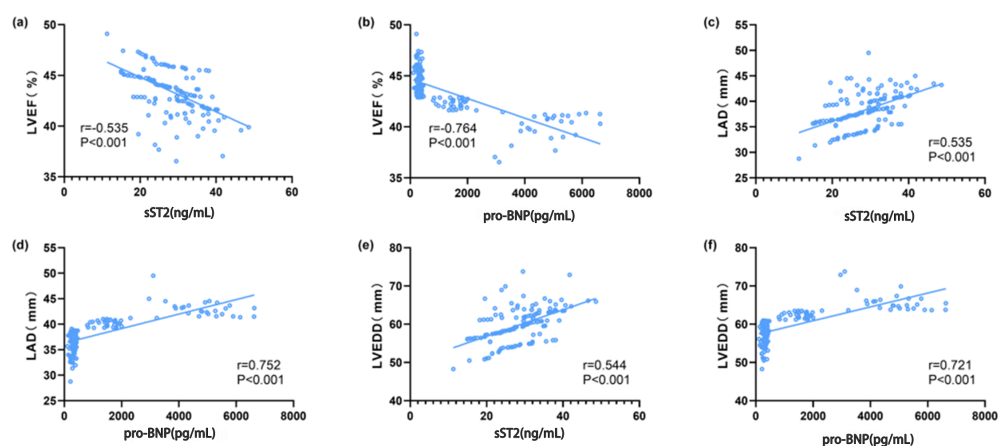 (a)
50
45
40
35
LVEF（%）
r=-0.535
P<0.001
0
20
40
60
sST2(ng/mL)
(b)
50
45
40
35
LVEF（%）
r=-0.764
P<0.001
0
2000
4000
6000
8000
pro-BNP(pg/mL)
(c)
55
50
45
40
35
30
25
LAD（mm）
r=0.535
P<0.001
0
20
40
60
sST2(ng/mL)
(d)
55
50
45
40
35
30
25
LAD（mm）
r=0.752
P<0.001
0
2000
4000
6000
8000
pro-BNP(pg/mL)
(e)
80
70
60
50
40
LVEDD（mm）
r=0.544
P<0.001
0
20
40
60
sST2(ng/mL)
(f)
80
70
60
50
40
LVEDD（mm）
r=0.721
P<0.001
0
2000
4000
6000
8000
pro-BNP(pg/mL)